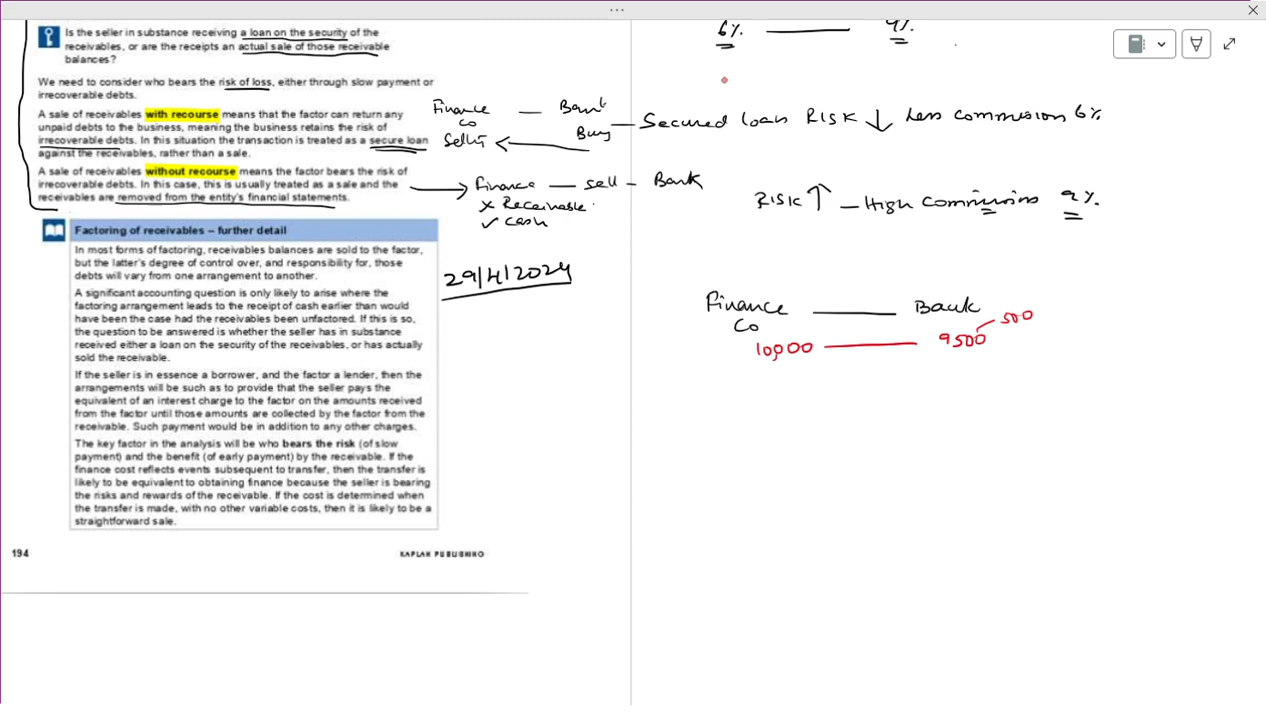 Is the seller in substance receiving a loan on the security of the
receivables, or are the receipts an actual sale of those receivable
balances?
We need to consider who bears the risk of loss, either through slow payment or
irrecoverable debts.
A sale of receivables with recourse means that the factor can return any
unpaid debts to the business, meaning the business retains the risk of
irrecoverable debts. In this situation the transaction is treated as a secure loan
against the receivables, rather than a sale.
A sale of receivables without recourse means the factor bears the risk of
irrecoverable debts. In this case, this is usually treated as a sale and the
receivables are removed from the entity's financial statements.
Factoring of receivables – further detail
In most forms of factoring, receivables balances are sold to the factor,
but the latter's degree of control over, and responsibility for, those
debts will vary from one arrangement to another.
A significant accounting question is only likely to arise where the
factoring arrangement leads to the receipt of cash earlier than would
have been the case had the receivables been unfactored. If this is so,
the question to be answered is whether the seller has in substance
received either a loan on the security of the receivables, or has actually
sold the receivable.
If the seller is in essence a borrower, and the factor a lender, then the
arrangements will be such as to provide that the seller pays the
equivalent of an interest charge to the factor on the amounts received
from the factor until those amounts are collected by the factor from the
receivable. Such payment would be in addition to any other charges.
The key factor in the analysis will be who bears the risk (of slow
payment) and the benefit (of early payment) by the receivable. If the
finance cost reflects events subsequent to transfer, then the transfer is
likely to be equivalent to obtaining finance because the seller is bearing
the risks and rewards of the receivable. If the cost is determined when
the transfer is made, with no other variable costs, then it is likely to be a
straightforward sale.
194
KAPLAN PUBLISHING
Finance — Bank
Co
Buy
Finance — sell — Bank
x Receivable
✓ cash
29/4/2024
6% — 9%
Secured loan RISK ↓ Less commission 6%
RISK ↑ — High commissions 9%
Finance — Bank
Co
500
10,000 — 9500